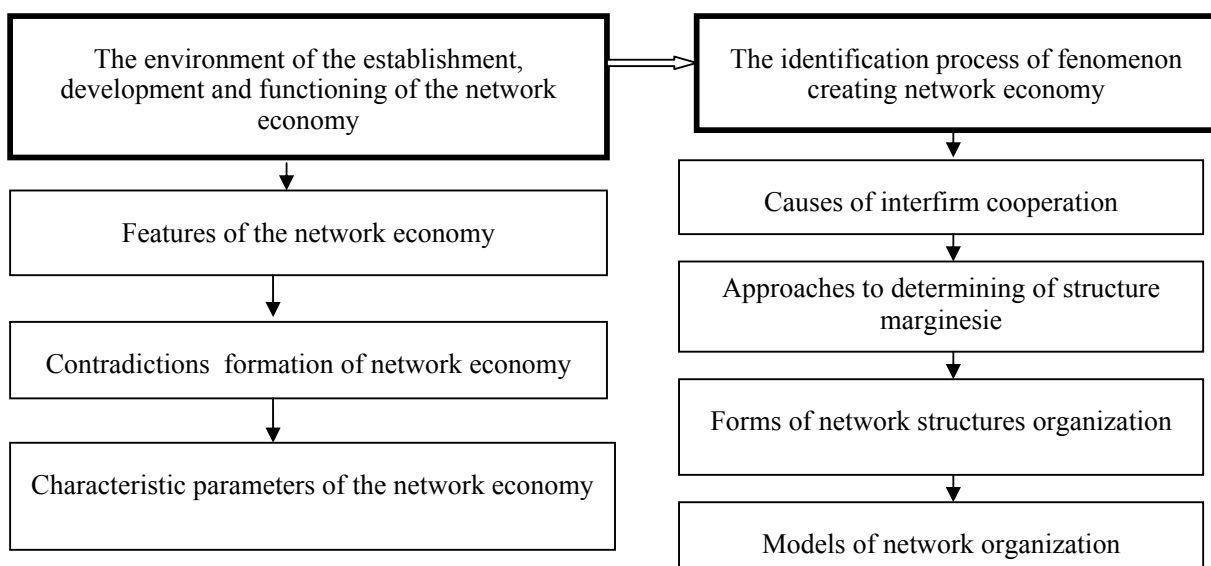 The environment of the establishment,
development and functioning of the network
economy
Features of the network economy
Contradictions formation of network economy
Characteristic parameters of the network economy
The identification process of fenomenon
creating network economy
Causes of interfirm cooperation
Approaches to determining of structure
marginesie
Forms of network structures organization
Models of network organization